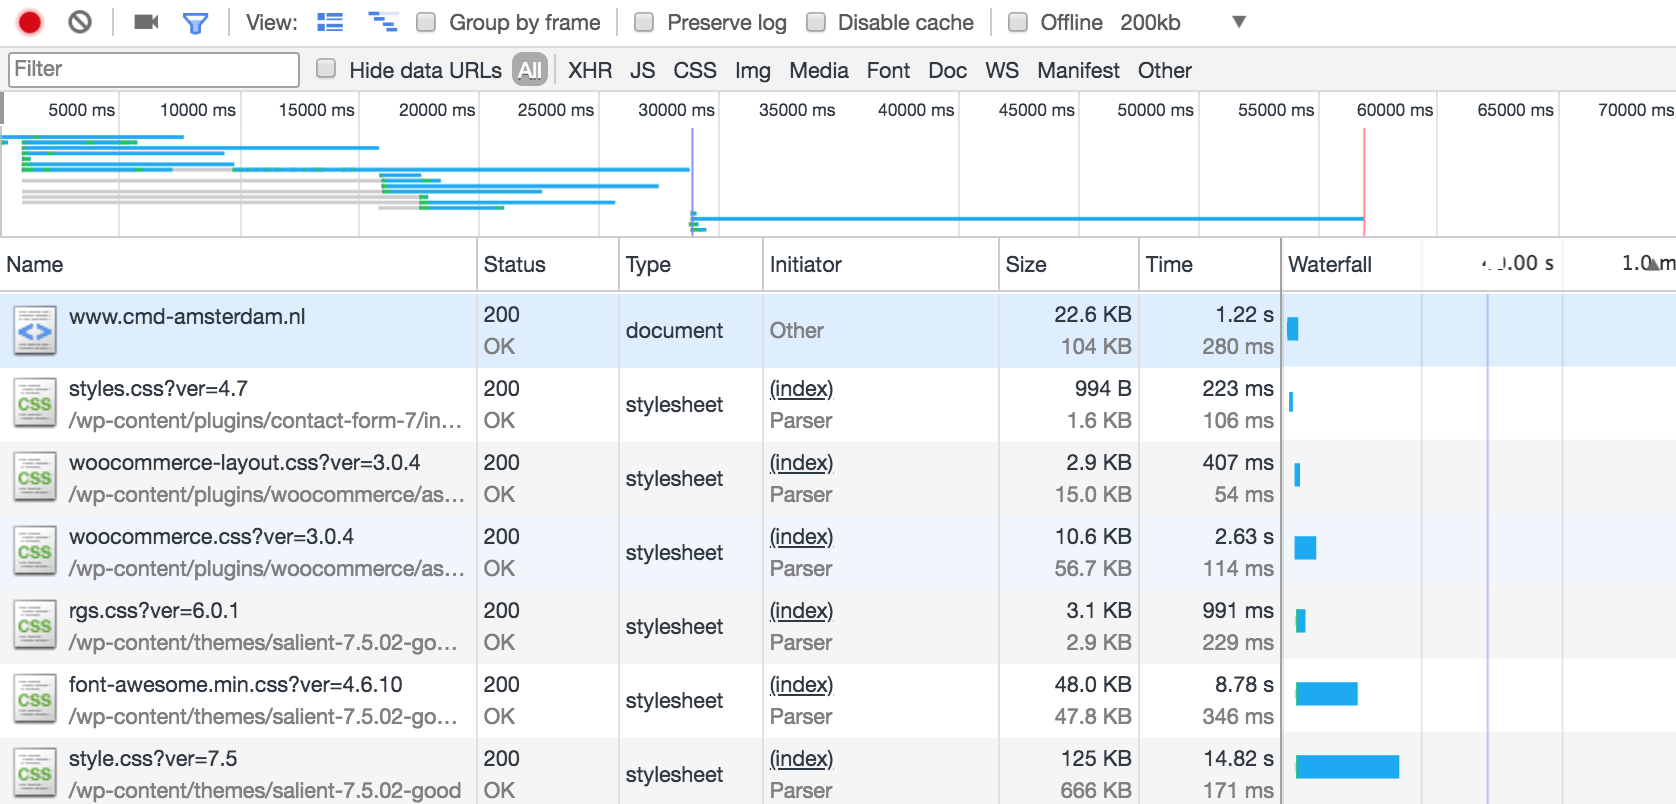 View: Group by frame Preserve log Disable cache Offline 200kb
Filter Hide data URLs All XHR JS CSS Img Media Font Doc WS Manifest Other
5000 ms 10000 ms 15000 ms 20000 ms 25000 ms 30000 ms 35000 ms 40000 ms 45000 ms 50000 ms 55000 ms 60000 ms 65000 ms 70000 ms
Name Status Type Initiator Size Time Waterfall
www.cmd-amsterdam.nl 200 document Other 22.6 KB 1.22 s
OK 104 KB 280 ms
styles.css?ver=4.7 200 stylesheet (index) 994 B 223 ms
/wp-content/plugins/contact-form-7/in… OK Parser 1.6 KB 106 ms
woocommerce-layout.css?ver=3.0.4 200 stylesheet (index) 2.9 KB 407 ms
/wp-content/plugins/woocommerce/as… OK Parser 15.0 KB 54 ms
woocommerce.css?ver=3.0.4 200 stylesheet (index) 10.6 KB 2.63 s
/wp-content/plugins/woocommerce/as… OK Parser 56.7 KB 114 ms
rgs.css?ver=6.0.1 200 stylesheet (index) 3.1 KB 991 ms
/wp-content/themes/salient-7.5.02-go… OK Parser 2.9 KB 229 ms
font-awesome.min.css?ver=4.6.10 200 stylesheet (index) 48.0 KB 8.78 s
/wp-content/themes/salient-7.5.02-go… OK Parser 47.8 KB 346 ms
style.css?ver=7.5 200 stylesheet (index) 125 KB 14.82 s
/wp-content/themes/salient-7.5.02-good OK Parser 666 KB 171 ms